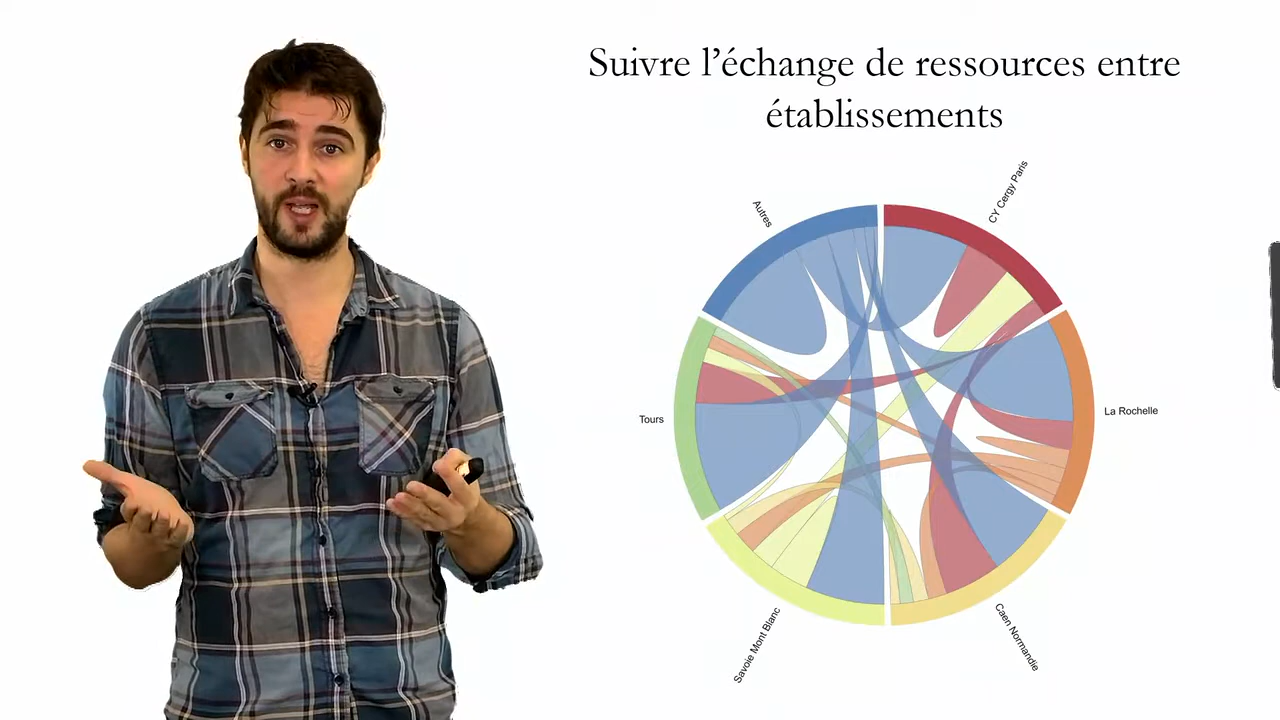 Suivre l’échange de ressources entre
établissements
CY Cergy Paris
Autres
La Rochelle
Tours
Caen Normandie
Savoie Mont Blanc